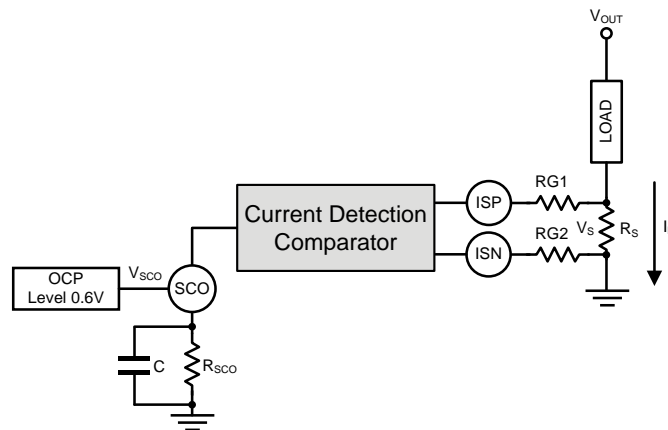 VOUT
LOAD
RG1
ISP
Current Detection
Comparator
VS
RS
I
RG2
ISN
VSCO
OCP
Level 0.6V
SCO
C
RSCO